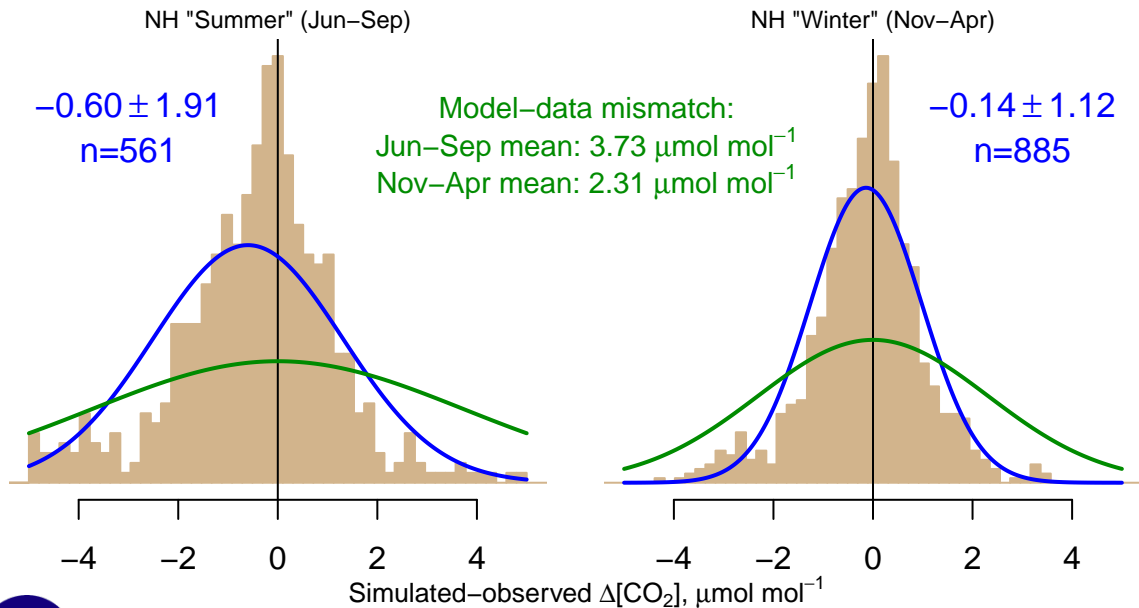 NH "Summer" (Jun−Sep)
NH "Winter" (Nov−Apr)
−0.60 ± 1.91
n=561
Model−data mismatch:
Jun−Sep mean: 3.73 μmol mol⁻¹
Nov−Apr mean: 2.31 μmol mol⁻¹
−0.14 ± 1.12
n=885
−4 −2 0 2 4
−4 −2 0 2 4
Simulated−observed Δ[CO₂], μmol mol⁻¹